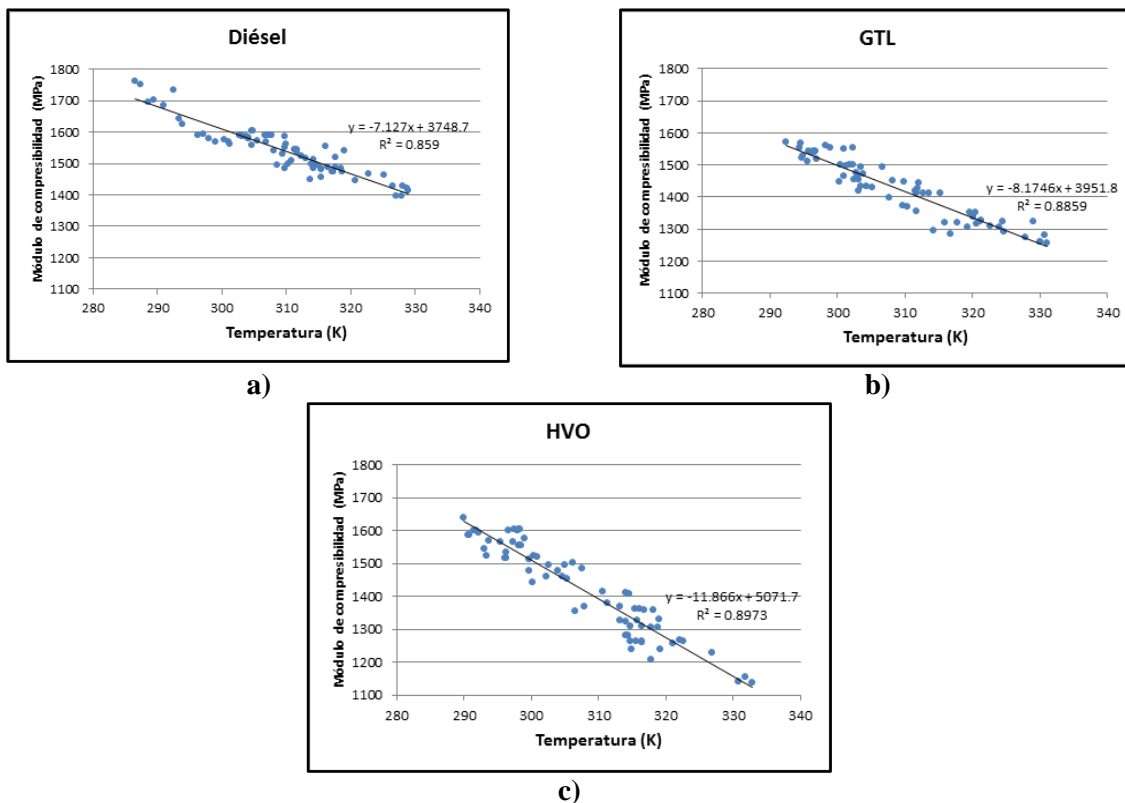 Diésel
Módulo de compresibilidad (MPa)
1800
1700
1600
1500
1400
1300
1200
1100
y = -7.127x + 3748.7
R² = 0.859
280 290 300 310 320 330 340
Temperatura (K)
a)
GTL
Módulo de compresibilidad (MPa)
1800
1700
1600
1500
1400
1300
1200
1100
y = -8.1746x + 3951.8
R² = 0.8859
280 290 300 310 320 330 340
Temperatura (K)
b)
HVO
Módulo de compresibilidad (MPa)
1800
1700
1600
1500
1400
1300
1200
1100
y = -11.866x + 5071.7
R² = 0.8973
280 290 300 310 320 330 340
Temperatura (K)
c)